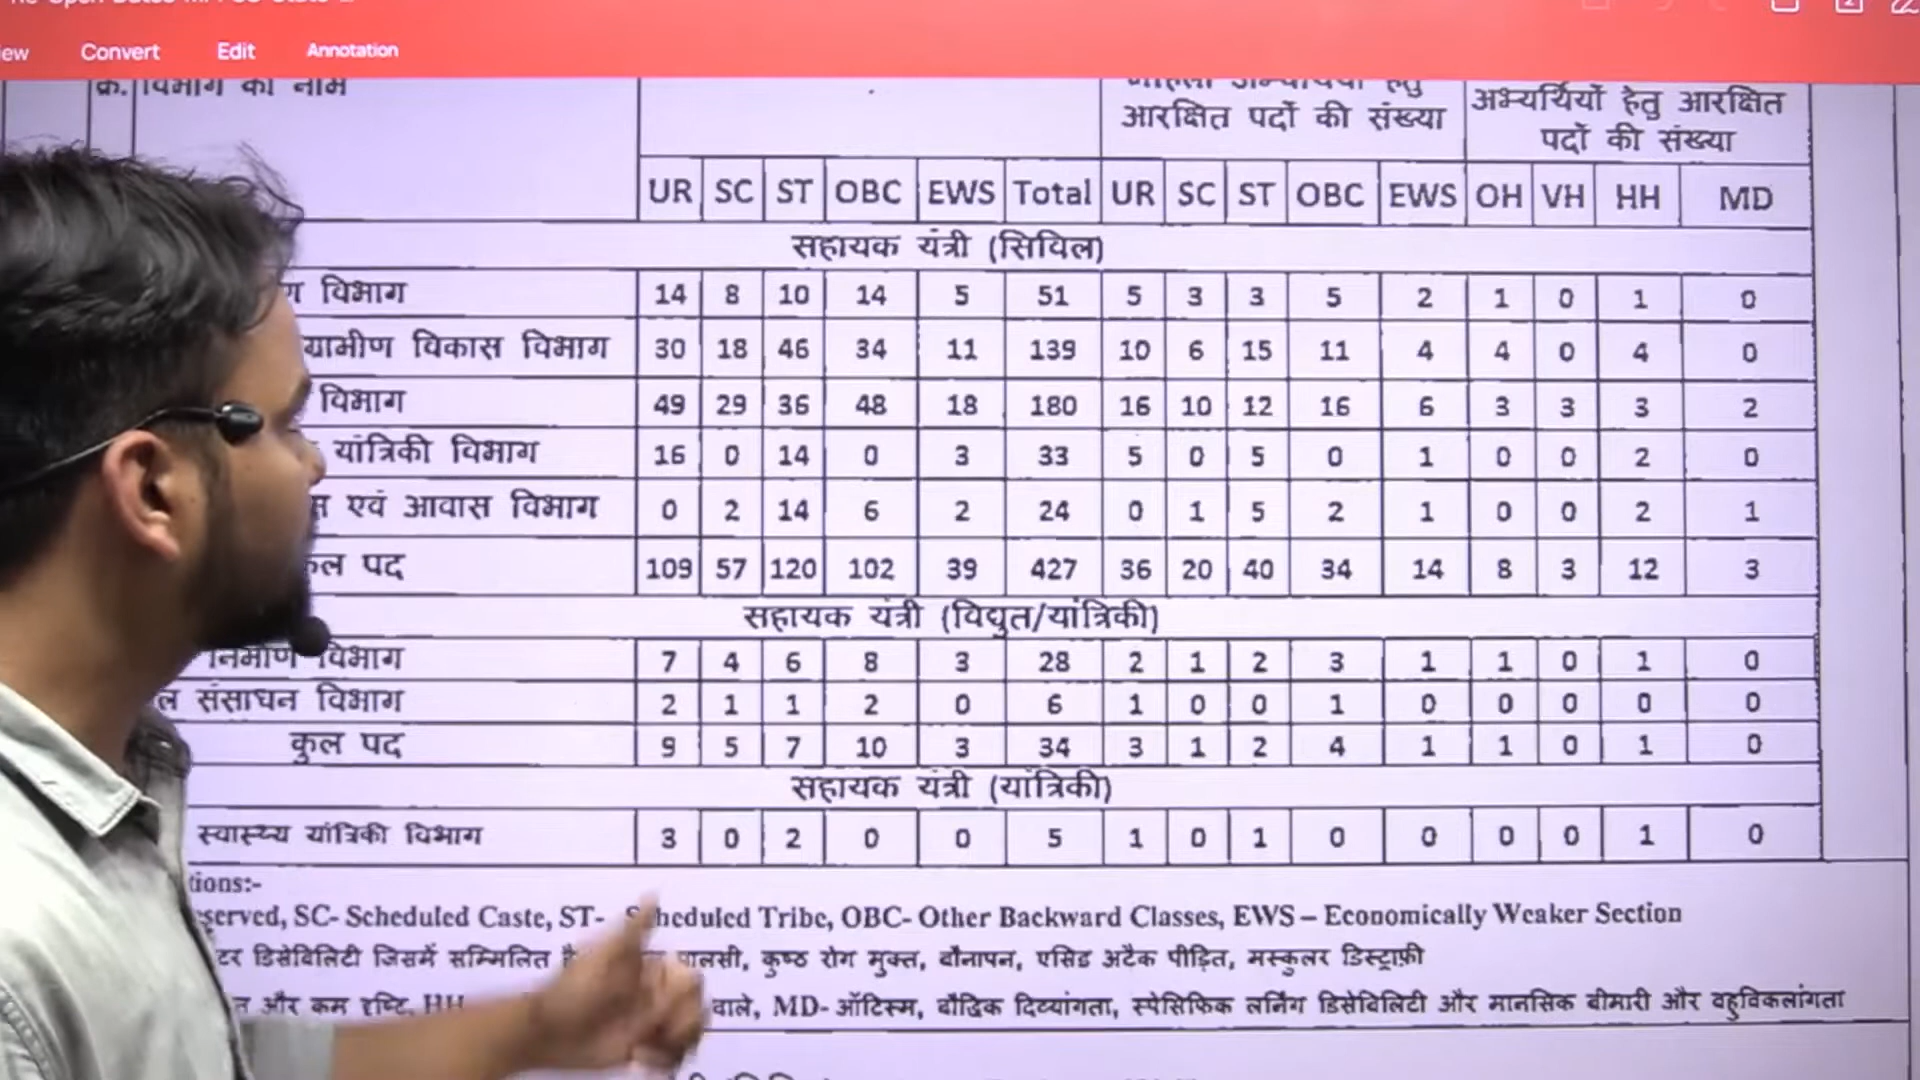 Convert Edit Annotation
क्र. विभाग का नाम
आरक्षित पदों की संख्या
अभ्यर्थियों हेतु आरक्षित
पदों की संख्या
UR SC ST OBC EWS Total UR SC ST OBC EWS OH VH HH MD
सहायक यंत्री (सिविल)
विभाग 14 8 10 14 5 51 5 3 3 5 2 1 0 1 0
ग्रामीण विकास विभाग 30 18 46 34 11 139 10 6 15 11 4 4 0 4 0
विभाग 49 29 36 48 18 180 16 10 12 16 6 3 3 3 2
यांत्रिकी विभाग 16 0 14 0 3 33 5 0 5 0 1 0 0 2 0
एवं आवास विभाग 0 2 14 6 2 24 0 1 5 2 1 0 0 2 1
पद 109 57 120 102 39 427 36 20 40 34 14 8 3 12 3
सहायक यंत्री (विद्युत/यांत्रिकी)
निर्माण विभाग 7 4 6 8 3 28 2 1 2 3 1 1 0 1 0
संसाधन विभाग 2 1 1 2 0 6 1 0 0 1 0 0 0 0 0
कुल पद 9 5 7 10 3 34 3 1 2 4 1 1 0 1 0
सहायक यंत्री (यांत्रिकी)
स्वास्थ्य यांत्रिकी विभाग 3 0 2 0 0 5 1 0 1 0 0 0 0 1 0
tions:-
served, SC- Scheduled Caste, ST- Scheduled Tribe, OBC- Other Backward Classes, EWS – Economically Weaker Section
डिसेबिलिटी जिसमें सम्मिलित पालसी, कुष्ठ रोग मुक्त, बौनापन, एसिड अटैक पीड़ित, मस्कुलर डिस्ट्राफी
और कम दृष्टि, HH वाले, MD- ऑटिस्म, बौद्धिक दिव्यांगता, स्पेसिफिक लर्निंग डिसेबिलिटी और मानसिक बीमारी और बहुविकलांगता